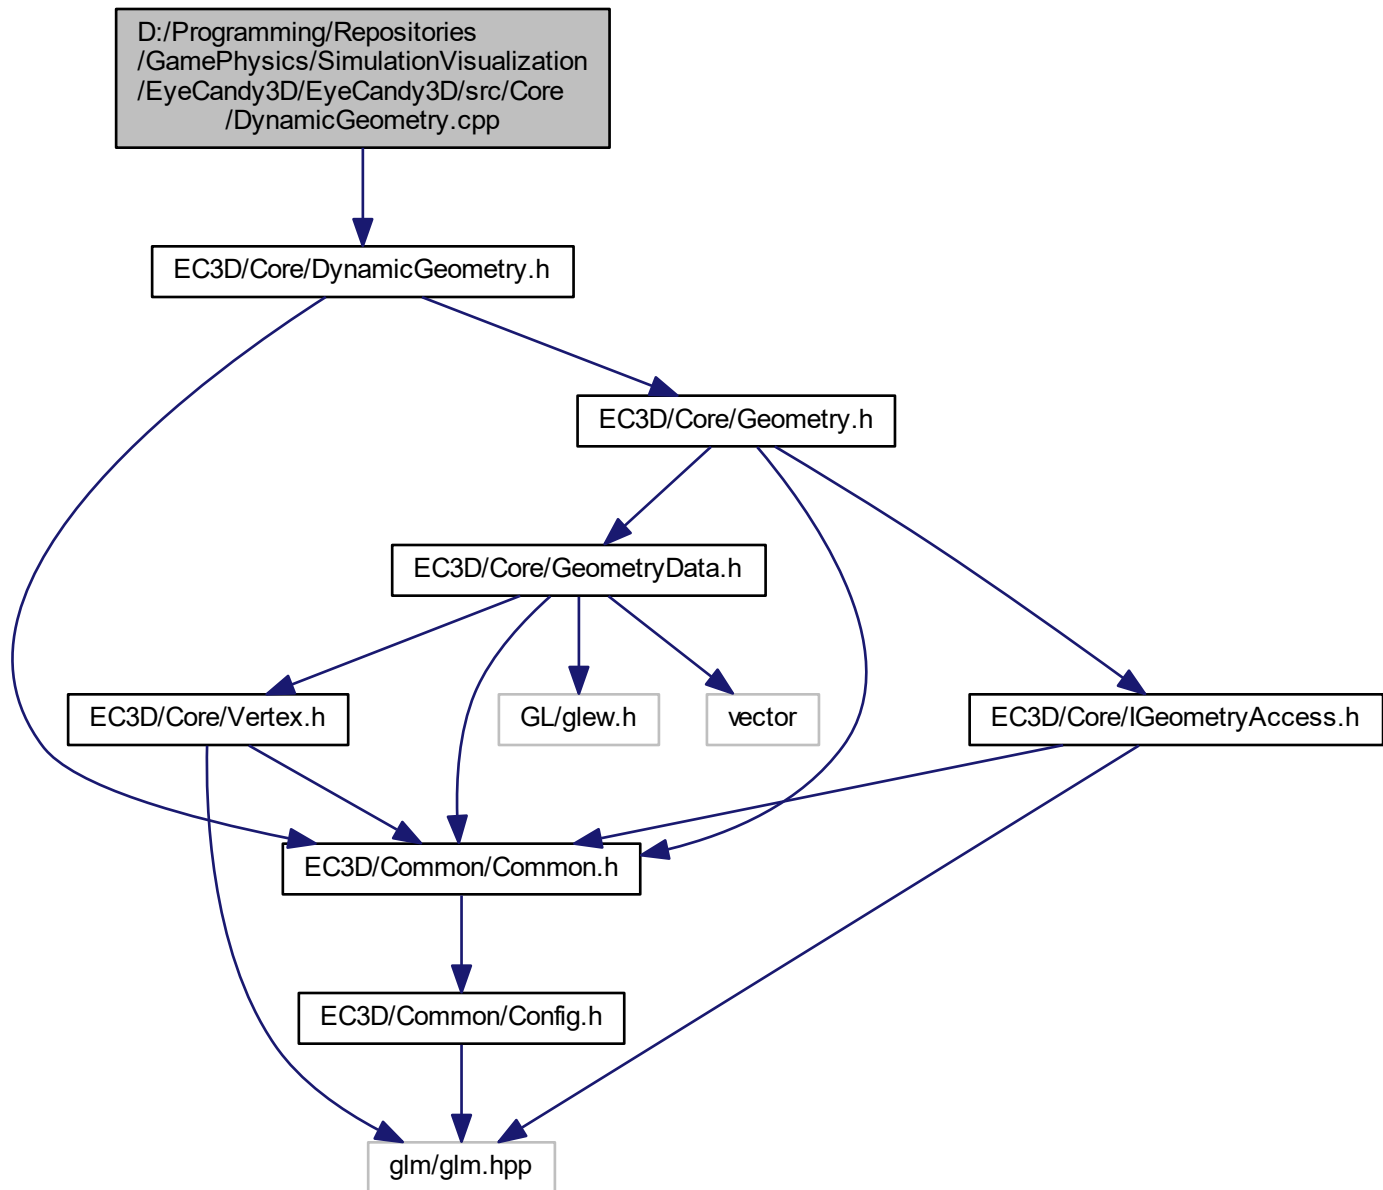 D:/Programming/Repositories
/GamePhysics/SimulationVisualization
/EyeCandy3D/EyeCandy3D/src/Core
/DynamicGeometry.cpp
EC3D/Core/DynamicGeometry.h
EC3D/Core/Geometry.h
EC3D/Core/GeometryData.h
EC3D/Core/Vertex.h
GL/glew.h
vector
EC3D/Core/IGeometryAccess.h
EC3D/Common/Common.h
EC3D/Common/Config.h
glm/glm.hpp